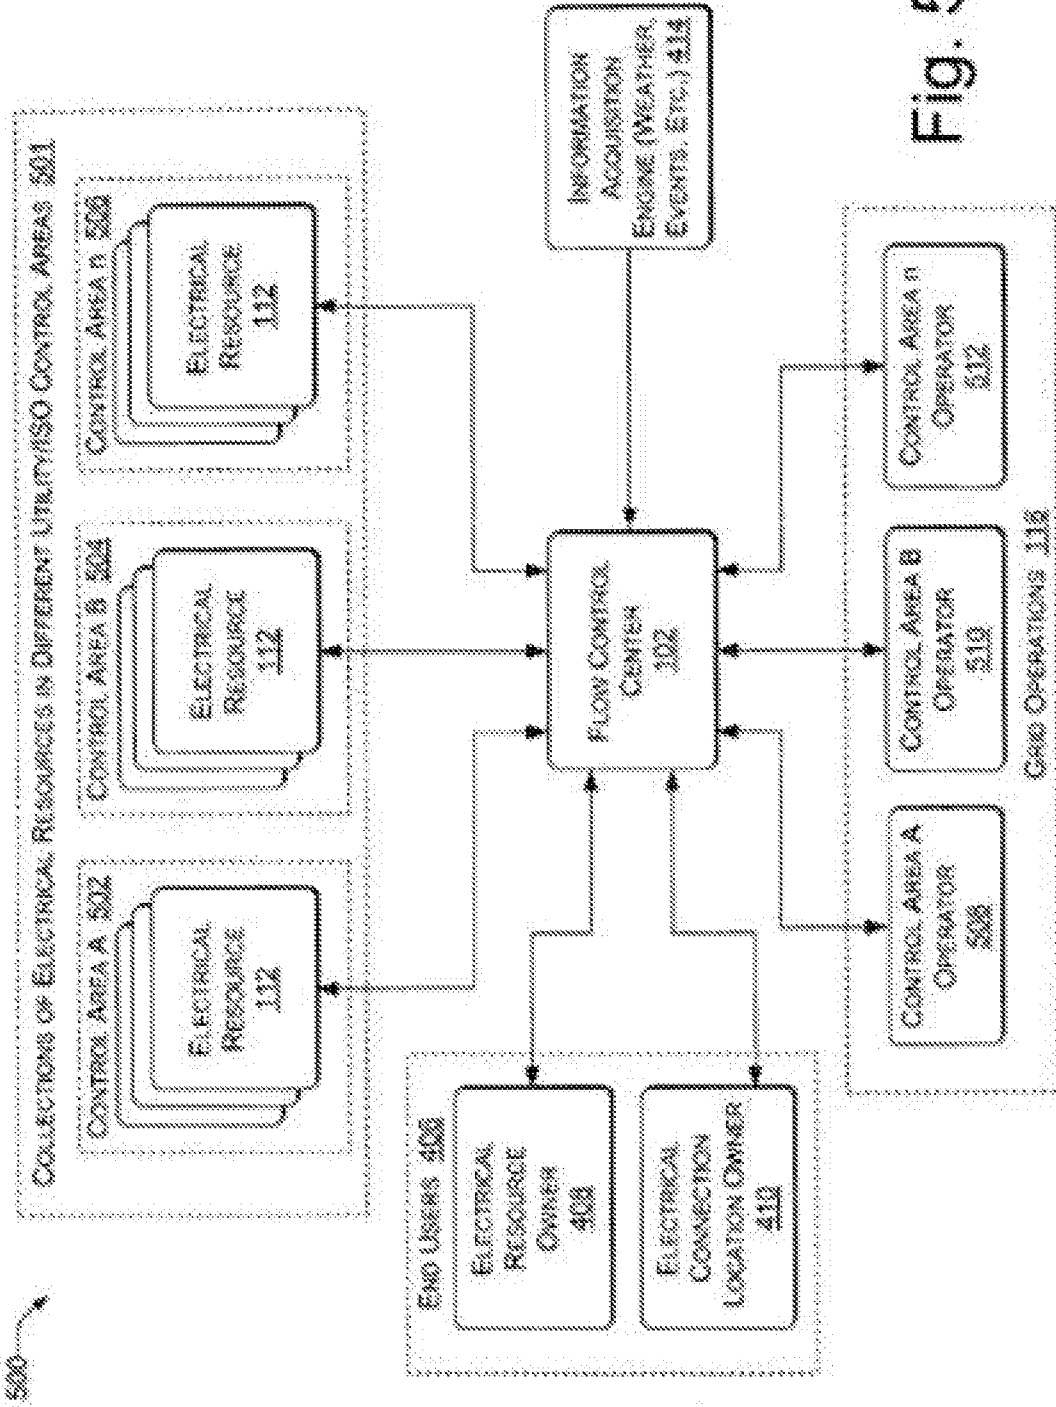 500
COLLECTIONS OF ELECTRICAL RESOURCES IN DIFFERENT UTILITY/ISO CONTROL AREAS 501
CONTROL AREA A 502
ELECTRICAL
RESOURCE
112
CONTROL AREA B 504
ELECTRICAL
RESOURCE
112
CONTROL AREA n 506
ELECTRICAL
RESOURCE
112
END USERS 406
ELECTRICAL
RESOURCE
OWNER
408
ELECTRICAL
CONNECTION
LOCATION OWNER
410
FLOW CONTROL
CENTER
102
INFORMATION
ACQUISITION
ENGINE (WEATHER,
EVENTS, ETC.) 414
CONTROL AREA A
OPERATOR
508
CONTROL AREA B
OPERATOR
510
CONTROL AREA n
OPERATOR
512
GRID OPERATIONS 116
Fig. 5